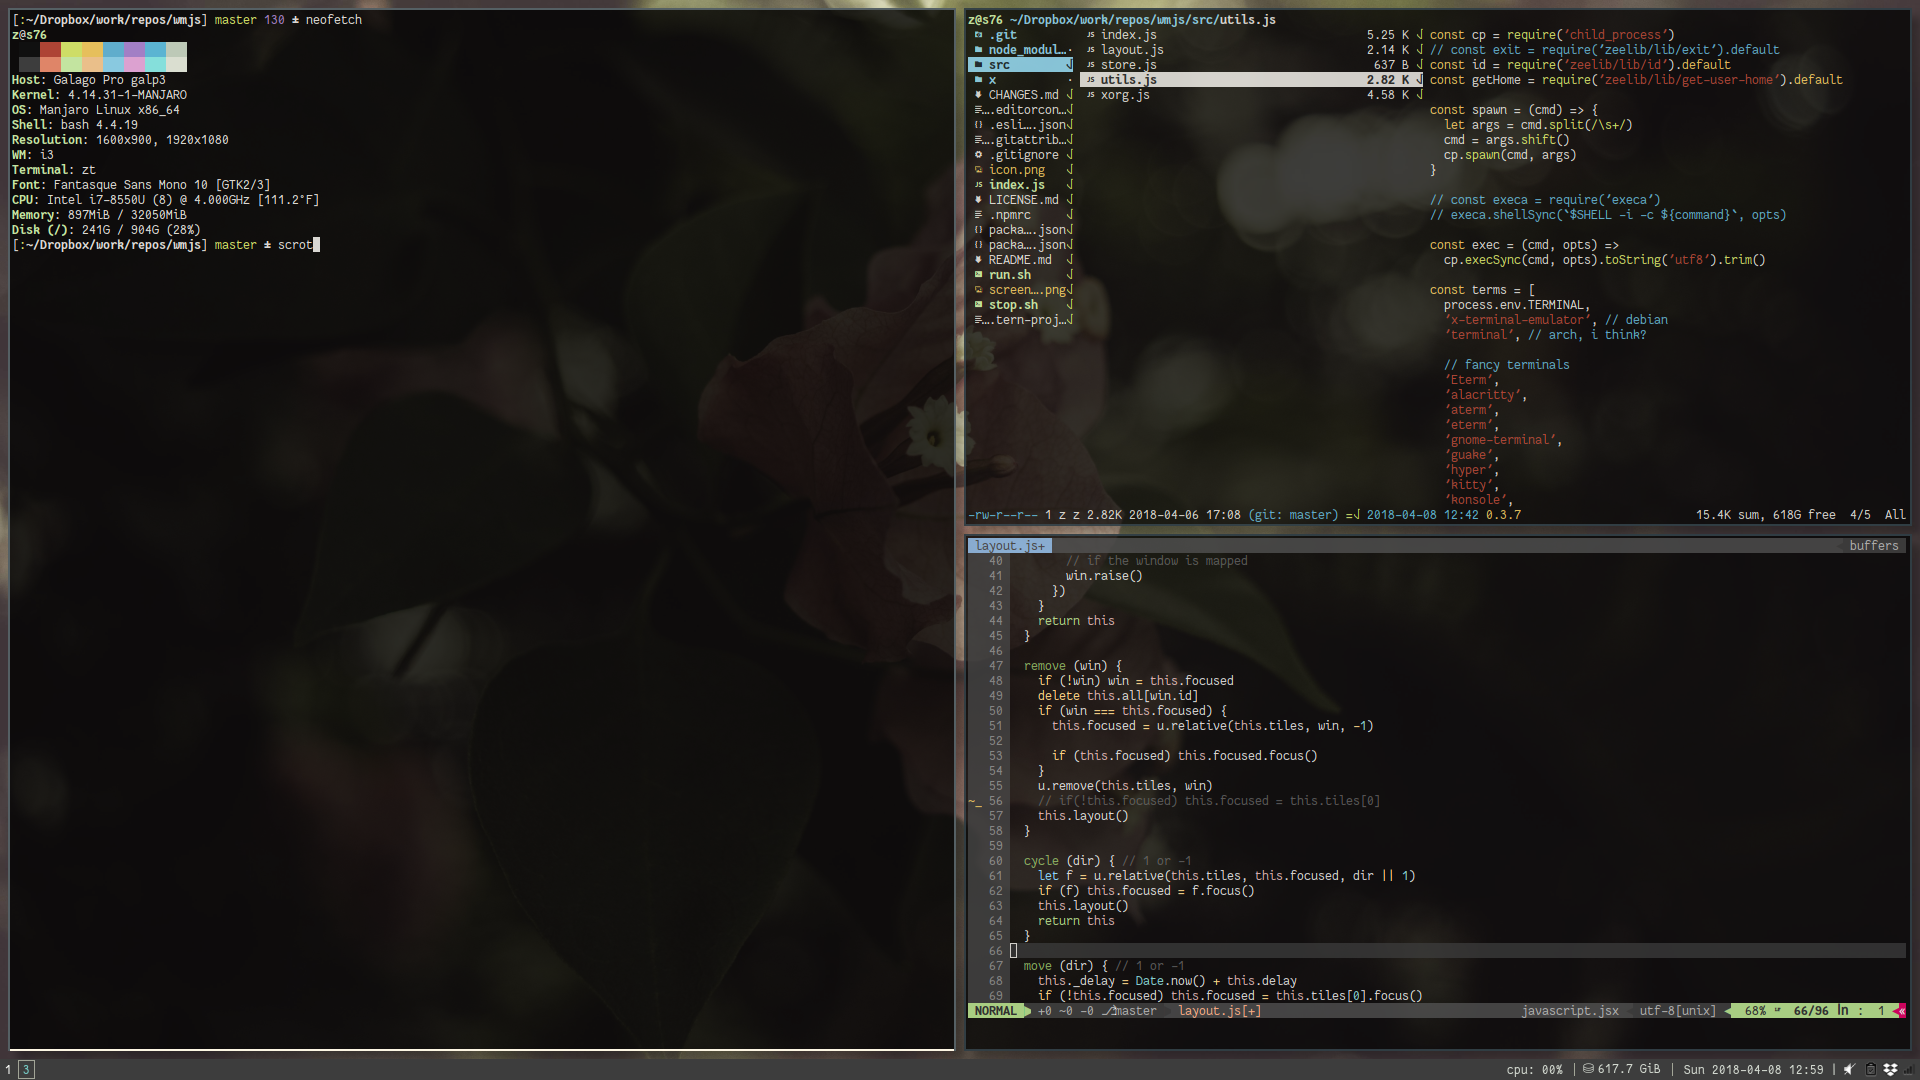 [:~/Dropbox/work/repos/wmjs] master 130 ± neofetch
z@s76
Host: Galago Pro galp3
Kernel: 4.14.31-1-MANJARO
OS: Manjaro Linux x86_64
Shell: bash 4.4.19
Resolution: 1600x900, 1920x1080
WM: i3
Terminal: zt
Font: Fantasque Sans Mono 10 [GTK2/3]
CPU: Intel i7-8550U (8) @ 4.000GHz [111.2°F]
Memory: 897MiB / 32050MiB
Disk (/): 241G / 904G (28%)
[:~/Dropbox/work/repos/wmjs] master ± scrot
z@s76 ~/Dropbox/work/repos/wmjs/src/utils.js
.git
node_modul…
src
x
CHANGES.md
….editorcon…
.esli….json
….gitattrib…
.gitignore
icon.png
index.js
LICENSE.md
.npmrc
packa….json
packa….json
README.md
run.sh
screen….png
stop.sh
….tern-proj…
JS index.js 5.25 K √
JS layout.js 2.14 K √
JS store.js 637 B √
JS utils.js 2.82 K √
JS xorg.js 4.58 K √
const cp = require('child_process')
// const exit = require('zeelib/lib/exit').default
const id = require('zeelib/lib/id').default
const getHome = require('zeelib/lib/get-user-home').default
const spawn = (cmd) => {
let args = cmd.split(/\s+/)
cmd = args.shift()
cp.spawn(cmd, args)
}
// const execa = require('execa')
// execa.shellSync(`$SHELL -i -c ${command}`, opts)
const exec = (cmd, opts) =>
cp.execSync(cmd, opts).toString('utf8').trim()
const terms = [
process.env.TERMINAL,
'x-terminal-emulator', // debian
'terminal', // arch, i think?
// fancy terminals
'Eterm',
'alacritty',
'aterm',
'eterm',
'gnome-terminal',
'guake',
'hyper',
'kitty',
'konsole',
-rw-r--r-- 1 z z 2.82K 2018-04-06 17:08 (git: master) =√ 2018-04-08 12:42 0.3.7 15.4K sum, 618G free 4/5 All
layout.js+ buffers
40 // if the window is mapped
41 win.raise()
42 })
43 }
44 return this
45 }
46
47 remove (win) {
48 if (!win) win = this.focused
49 delete this.all[win.id]
50 if (win === this.focused) {
51 this.focused = u.relative(this.tiles, win, -1)
52
53 if (this.focused) this.focused.focus()
54 }
55 u.remove(this.tiles, win)
~_ 56 // if(!this.focused) this.focused = this.tiles[0]
57 this.layout()
58 }
59
60 cycle (dir) { // 1 or -1
61 let f = u.relative(this.tiles, this.focused, dir || 1)
62 if (f) this.focused = f.focus()
63 this.layout()
64 return this
65 }
66
67 move (dir) { // 1 or -1
68 this._delay = Date.now() + this.delay
69 if (!this.focused) this.focused = this.tiles[0].focus()
NORMAL +0 ~0 -0 master layout.js[+] javascript.jsx utf-8[unix] 68% 66/96 ln : 1
1 3 cpu: 00% | 617.7 GiB | Sun 2018-04-08 12:59 |